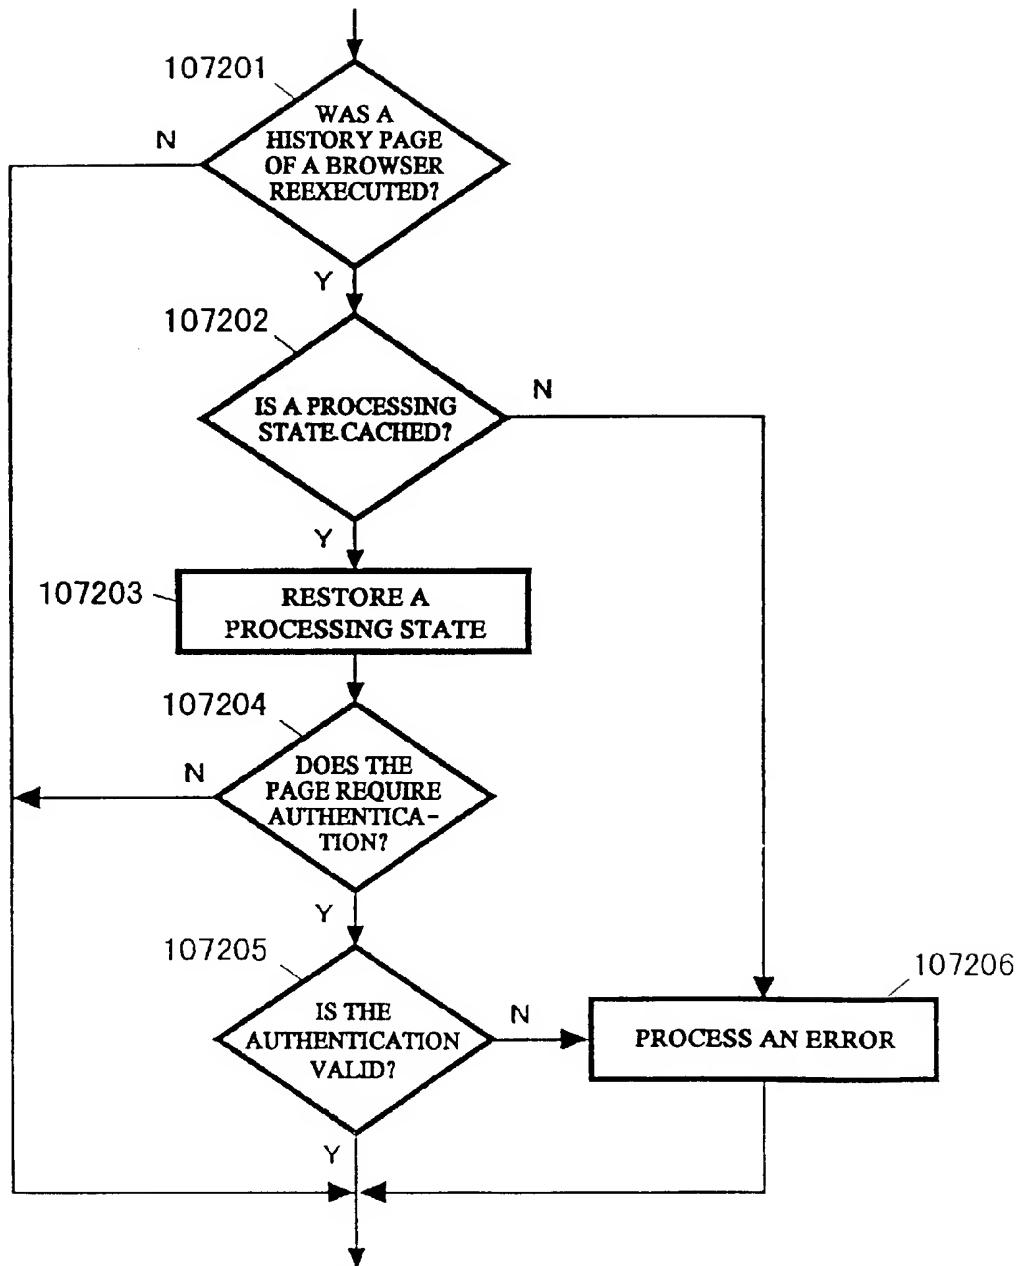 107201
WAS A
HISTORY PAGE
OF A BROWSER
REEXECUTED?
N
Y
107202
IS A PROCESSING
STATE CACHED?
N
Y
107203
RESTORE A
PROCESSING STATE
107204
DOES THE
PAGE REQUIRE
AUTHENTICA-
TION?
N
Y
107205
IS THE
AUTHENTICATION
VALID?
N
107206
PROCESS AN ERROR
Y